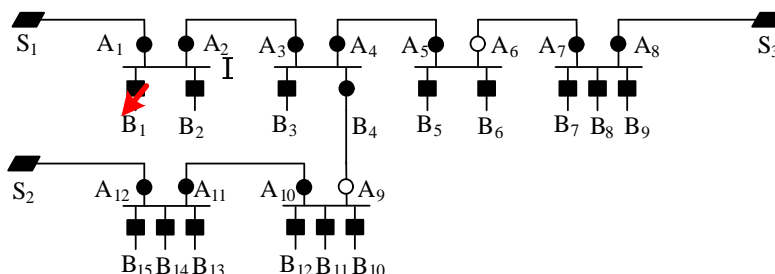 S1 A1 A2 A3 A4 A5 A6 A7 A8 S3
B1 B2 B3 B4 B5 B6 B7 B8 B9
S2 A12 A11 A10 A9
B15 B14 B13 B12 B11 B10